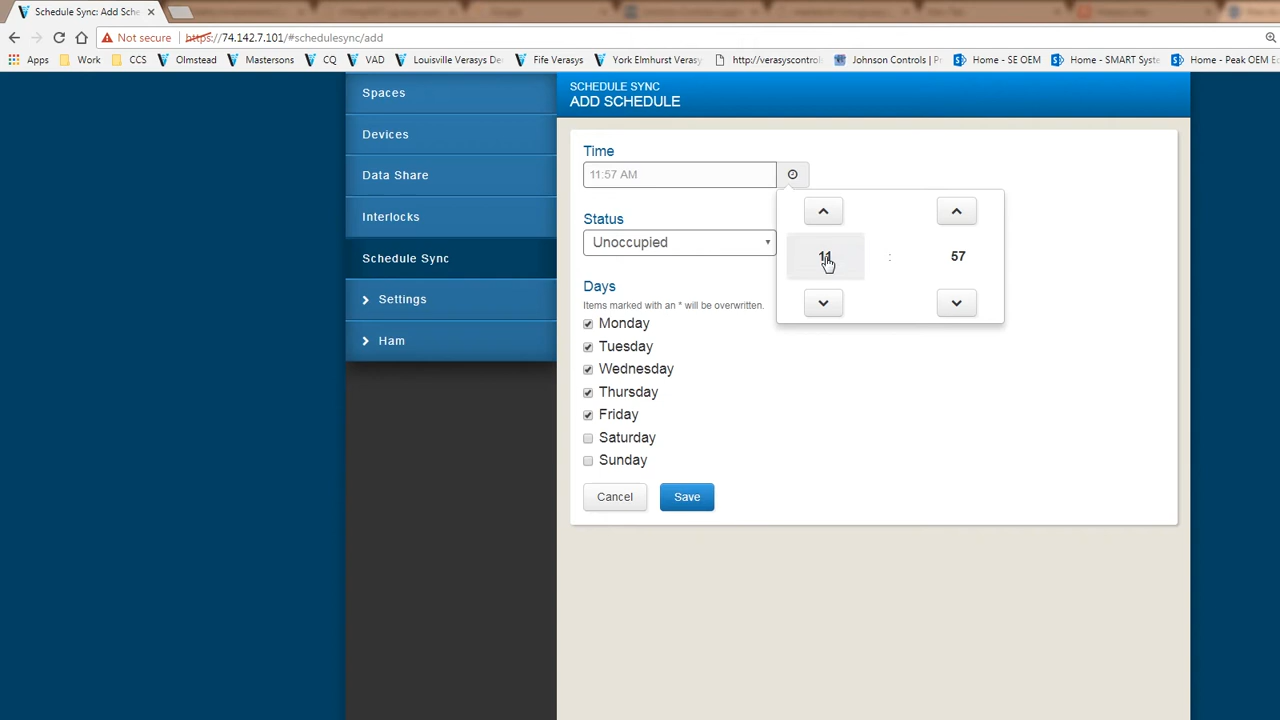 Schedule Sync: Add Sche
Not secure https://74.142.7.101/#schedulesync/add
Apps Work CCS Olmstead Mastersons CQ VAD Louisville Verasys De Fife Verasys York Elmhurst Verasy http://verasyscontrol Johnson Controls | P Home - SE OEM Home - SMART Syste Home - Peak OEM Ec
Spaces
Devices
Data Share
Interlocks
Schedule Sync
Settings
Ham
SCHEDULE SYNC
ADD SCHEDULE
Time
11:57 AM
11 : 57
Status
Unoccupied
Days
Items marked with an * will be overwritten.
Monday
Tuesday
Wednesday
Thursday
Friday
Saturday
Sunday
Cancel Save